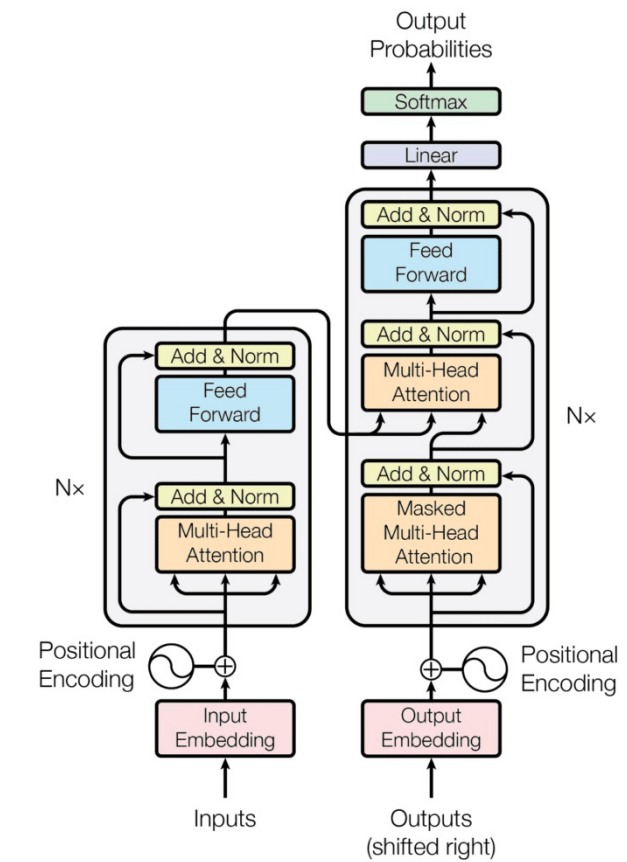 Output
Probabilities
Softmax
Linear
Add & Norm
Feed
Forward
Add & Norm
Multi-Head
Attention
Nx
Add & Norm
Masked
Multi-Head
Attention
Add & Norm
Feed
Forward
Nx
Add & Norm
Multi-Head
Attention
Positional
Encoding
Positional
Encoding
Input
Embedding
Output
Embedding
Inputs
Outputs
(shifted right)